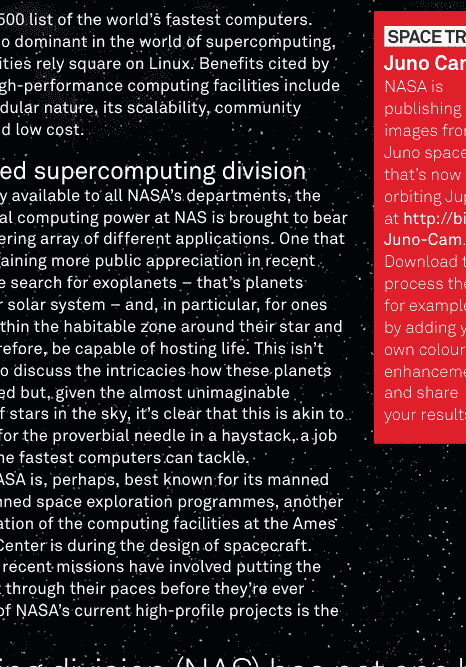 500 list of the world's fastest computers.
o dominant in the world of supercomputing,
ities rely square on Linux. Benefits cited by
gh-performance computing facilities include
dular nature, its scalability, community
d low cost.
ed supercomputing division
y available to all NASA's departments, the
al computing power at NAS is brought to bear
ering array of different applications. One that
gaining more public appreciation in recent
e search for exoplanets – that's planets
r solar system – and, in particular, for ones
thin the habitable zone around their star and
refore, be capable of hosting life. This isn't
o discuss the intricacies how these planets
ed but, given the almost unimaginable
f stars in the sky, it's clear that this is akin to
for the proverbial needle in a haystack, a job
he fastest computers can tackle.
ASA is, perhaps, best known for its manned
nned space exploration programmes, another
ation of the computing facilities at the Ames
Center is during the design of spacecraft.
recent missions have involved putting the
t through their paces before they're ever
of NASA's current high-profile projects is the
SPACE TR
Juno Car
NASA is
publishing
images from
Juno space
that's now
orbiting Jup
at http://bi
Juno-Cam.
Download t
process the
for example
by adding y
own colour
enhanceme
and share
your results